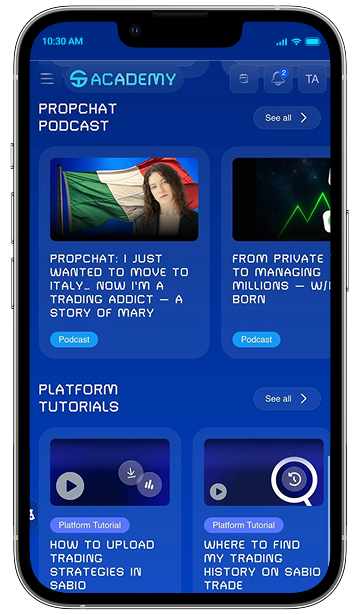 10:30 AM
ACADEMY
2
TA
PROPCHAT
PODCAST
See all
PROPCHAT: I JUST
WANTED TO MOVE TO
ITALY… NOW I'M A
TRADING ADDICT — A
STORY OF MARY
Podcast
FROM PRIVATE
TO MANAGING
MILLIONS — W/
BORN
Podcast
PLATFORM
TUTORIALS
See all
Platform Tutorial
HOW TO UPLOAD
TRADING
STRATEGIES IN
SABIO
Platform Tutorial
WHERE TO FIND
MY TRADING
HISTORY ON SABIO
TRADE